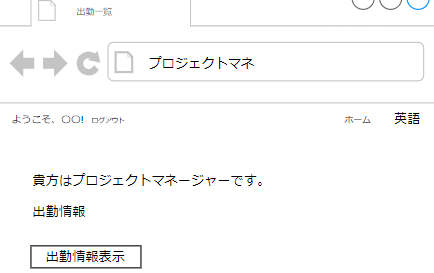 出勤一覧
プロジェクトマネ
ようこそ、〇〇! ログアウト
ホーム 英語
貴方はプロジェクトマネージャーです。
出勤情報
出勤情報表示